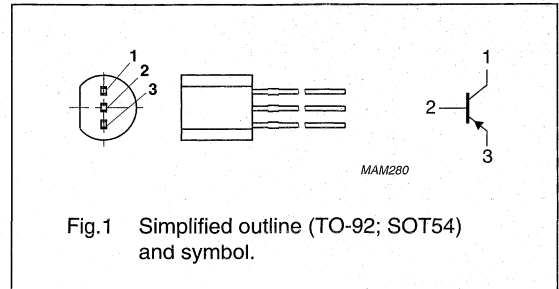 1
2
3
1
2
3
MAM280
Fig.1 Simplified outline (TO-92; SOT54)
and symbol.